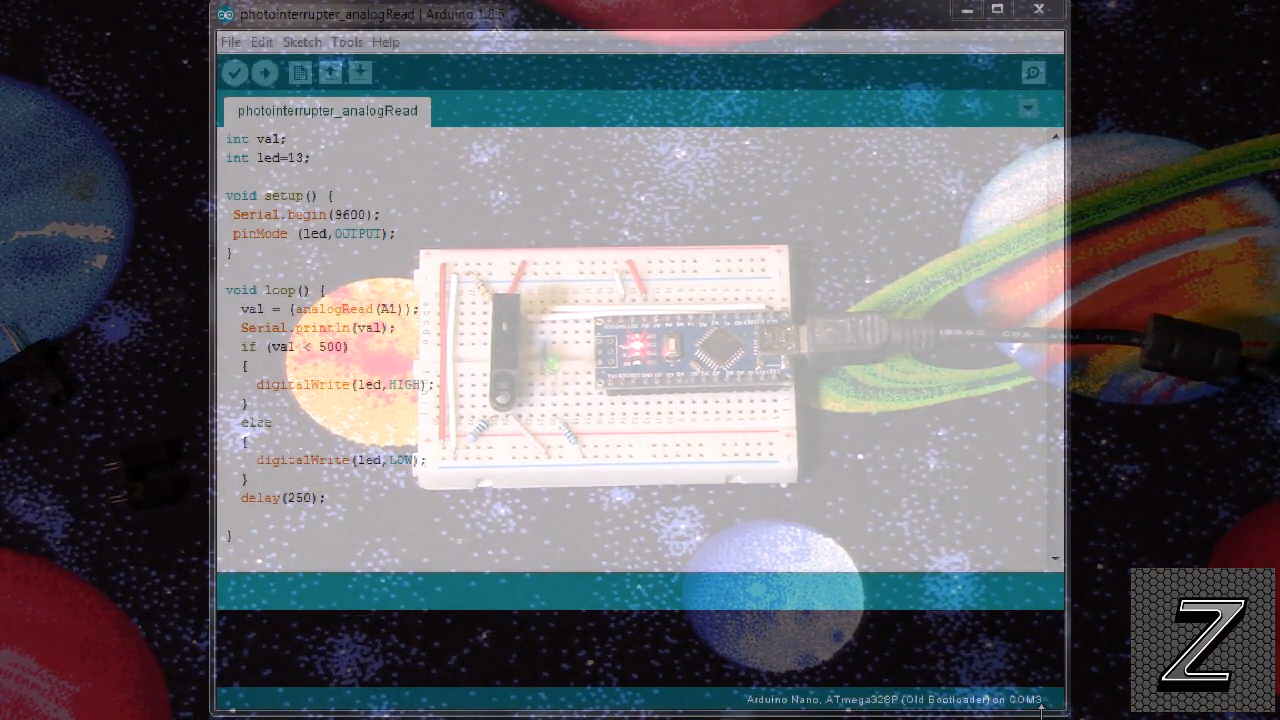 photointerrupter_analogRead | Arduino 1.8.5
File Edit Sketch Tools Help
photointerrupter_analogRead
int val;
int led=13;
void setup() {
Serial.begin(9600);
pinMode (led,OUTPUT);
}
void loop() {
val = (analogRead(A1));
Serial.println(val);
if (val < 500)
{
digitalWrite(led,HIGH);
}
else
{
digitalWrite(led,LOW);
}
delay(250);
}
Arduino Nano, ATmega328P (Old Bootloader) on COM3
Z